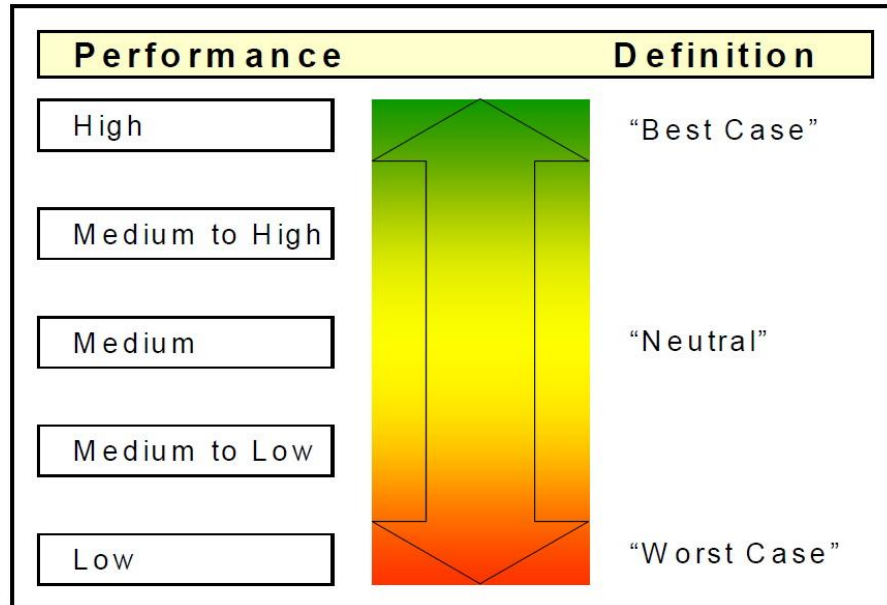 Performance Definition
High "Best Case"
Medium to High
Medium "Neutral"
Medium to Low
Low "Worst Case"